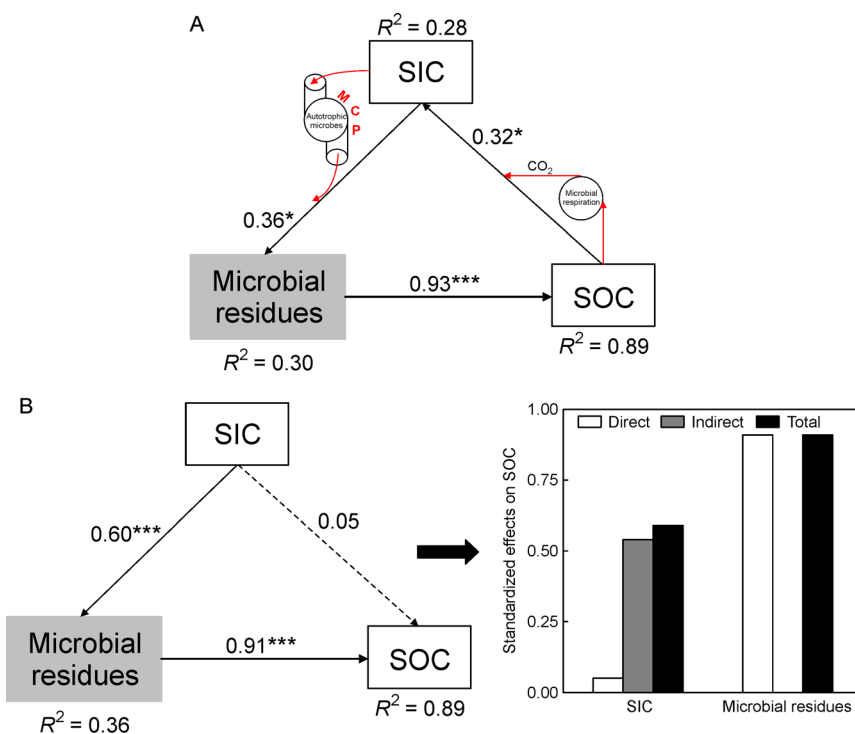 A
R² = 0.28
SIC
M
C
P
Autotrophic
microbes
0.32*
CO₂
Microbial
respiration
0.36*
Microbial
residues
0.93***
SOC
R² = 0.30
R² = 0.89
B
SIC
0.60***
0.05
Microbial
residues
0.91***
SOC
R² = 0.36
R² = 0.89
Standardized effects on SOC
1.00
0.75
0.50
0.25
0.00
Direct Indirect Total
SIC Microbial residues